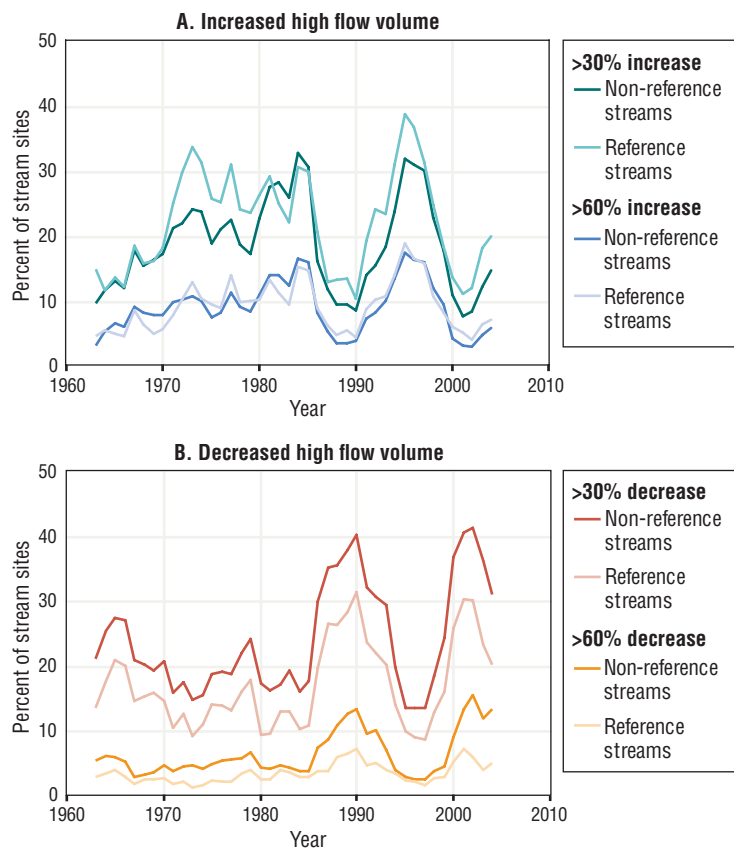 A. Increased high flow volume
50
40
30
20
10
0
Percent of stream sites
1960
1970
1980
1990
2000
2010
Year
>30% increase
Non-reference
streams
Reference
streams
>60% increase
Non-reference
streams
Reference
streams
B. Decreased high flow volume
50
40
30
20
10
0
Percent of stream sites
1960
1970
1980
1990
2000
2010
Year
>30% decrease
Non-reference
streams
Reference
streams
>60% decrease
Non-reference
streams
Reference
streams